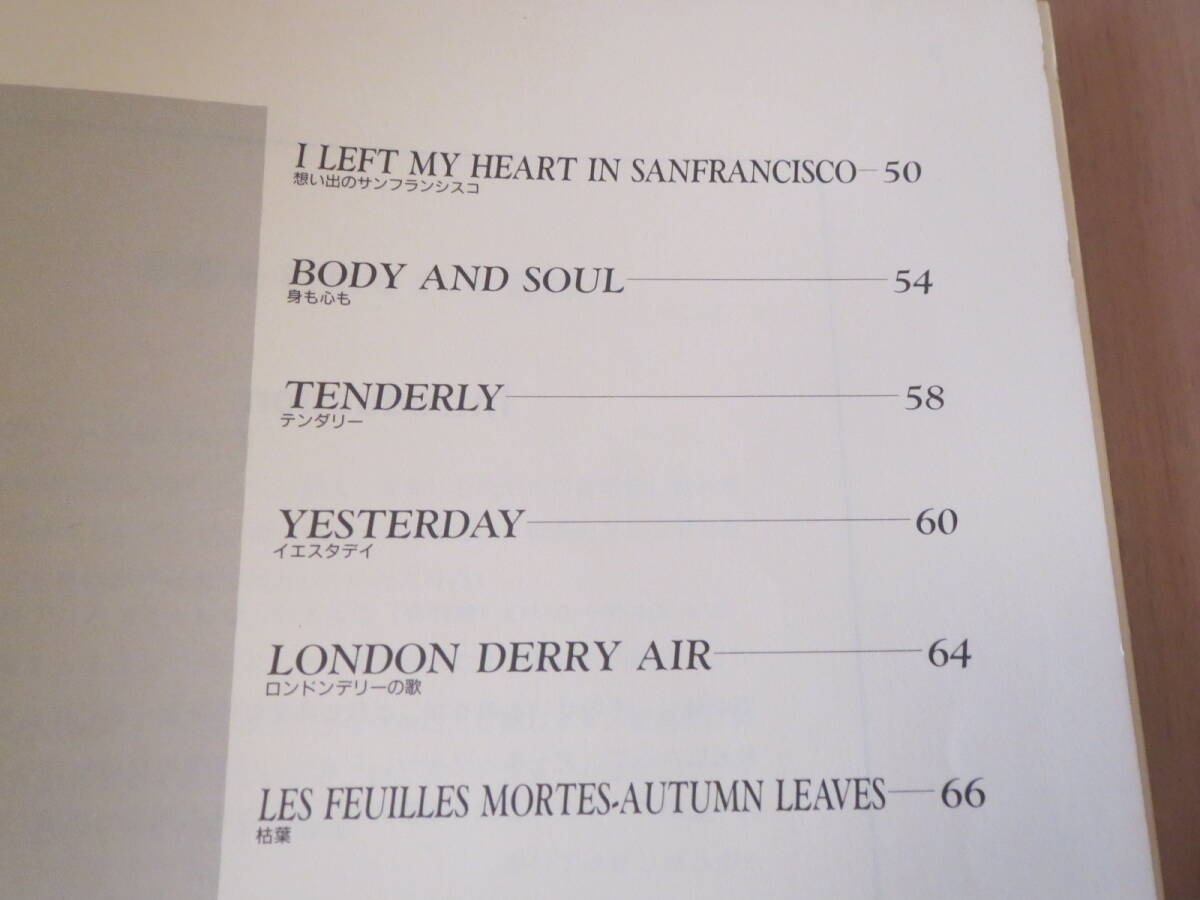 I LEFT MY HEART IN SANFRANCISCO—50
想い出のサンフランシスコ
BODY AND SOUL—54
身も心も
TENDERLY—58
テンダリー
YESTERDAY—60
イエスタデイ
LONDON DERRY AIR—64
ロンドンデリーの歌
LES FEUILLES MORTES-AUTUMN LEAVES—66
枯葉